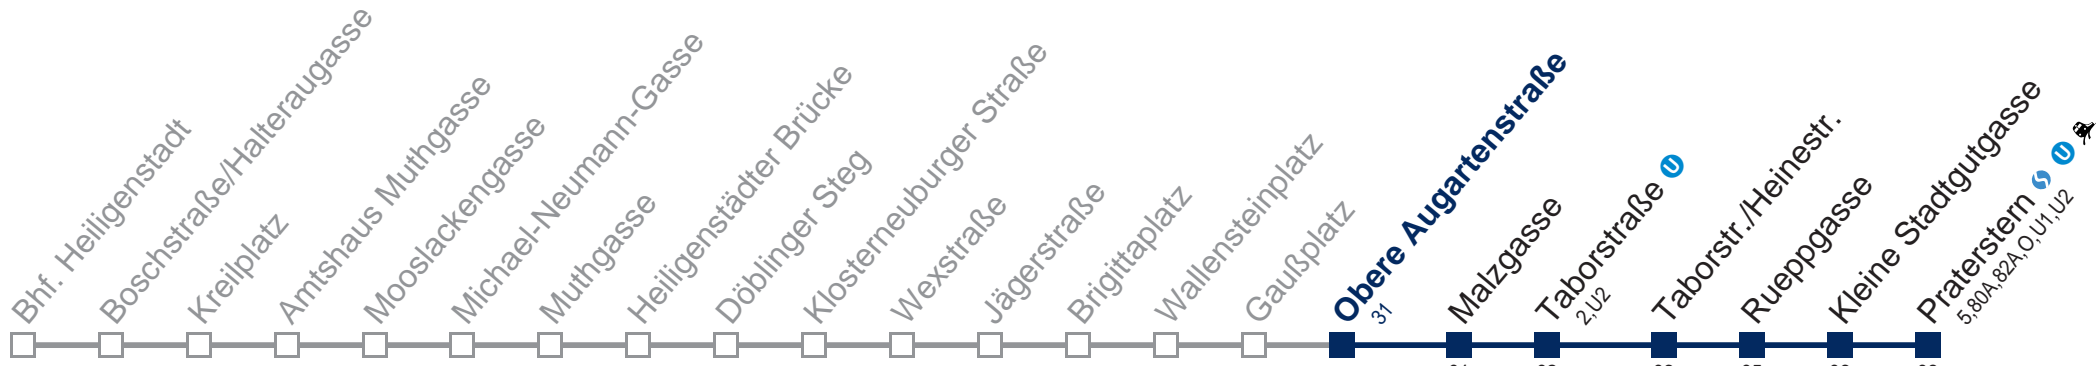 Bhf. Heiligenstadt
Boschstraße/Halteraugasse
Kreilplatz
Amtshaus Muthgasse
Mooslackengasse
Michael-Neumann-Gasse
Muthgasse
Heiligenstädter Brücke
Döblinger Steg
Klosterneuburger Straße
Wexstraße
Jägerstraße
Brigittaplatz
Wallensteinplatz
Gaußplatz
Obere Augartenstraße
31
Malzgasse
Taborstraße U
2,U2
Taborstr./Heinestr.
Rueppgasse
Kleine Stadtgutgasse
Praterstern S U
5,80A,82A,O,U1,U2